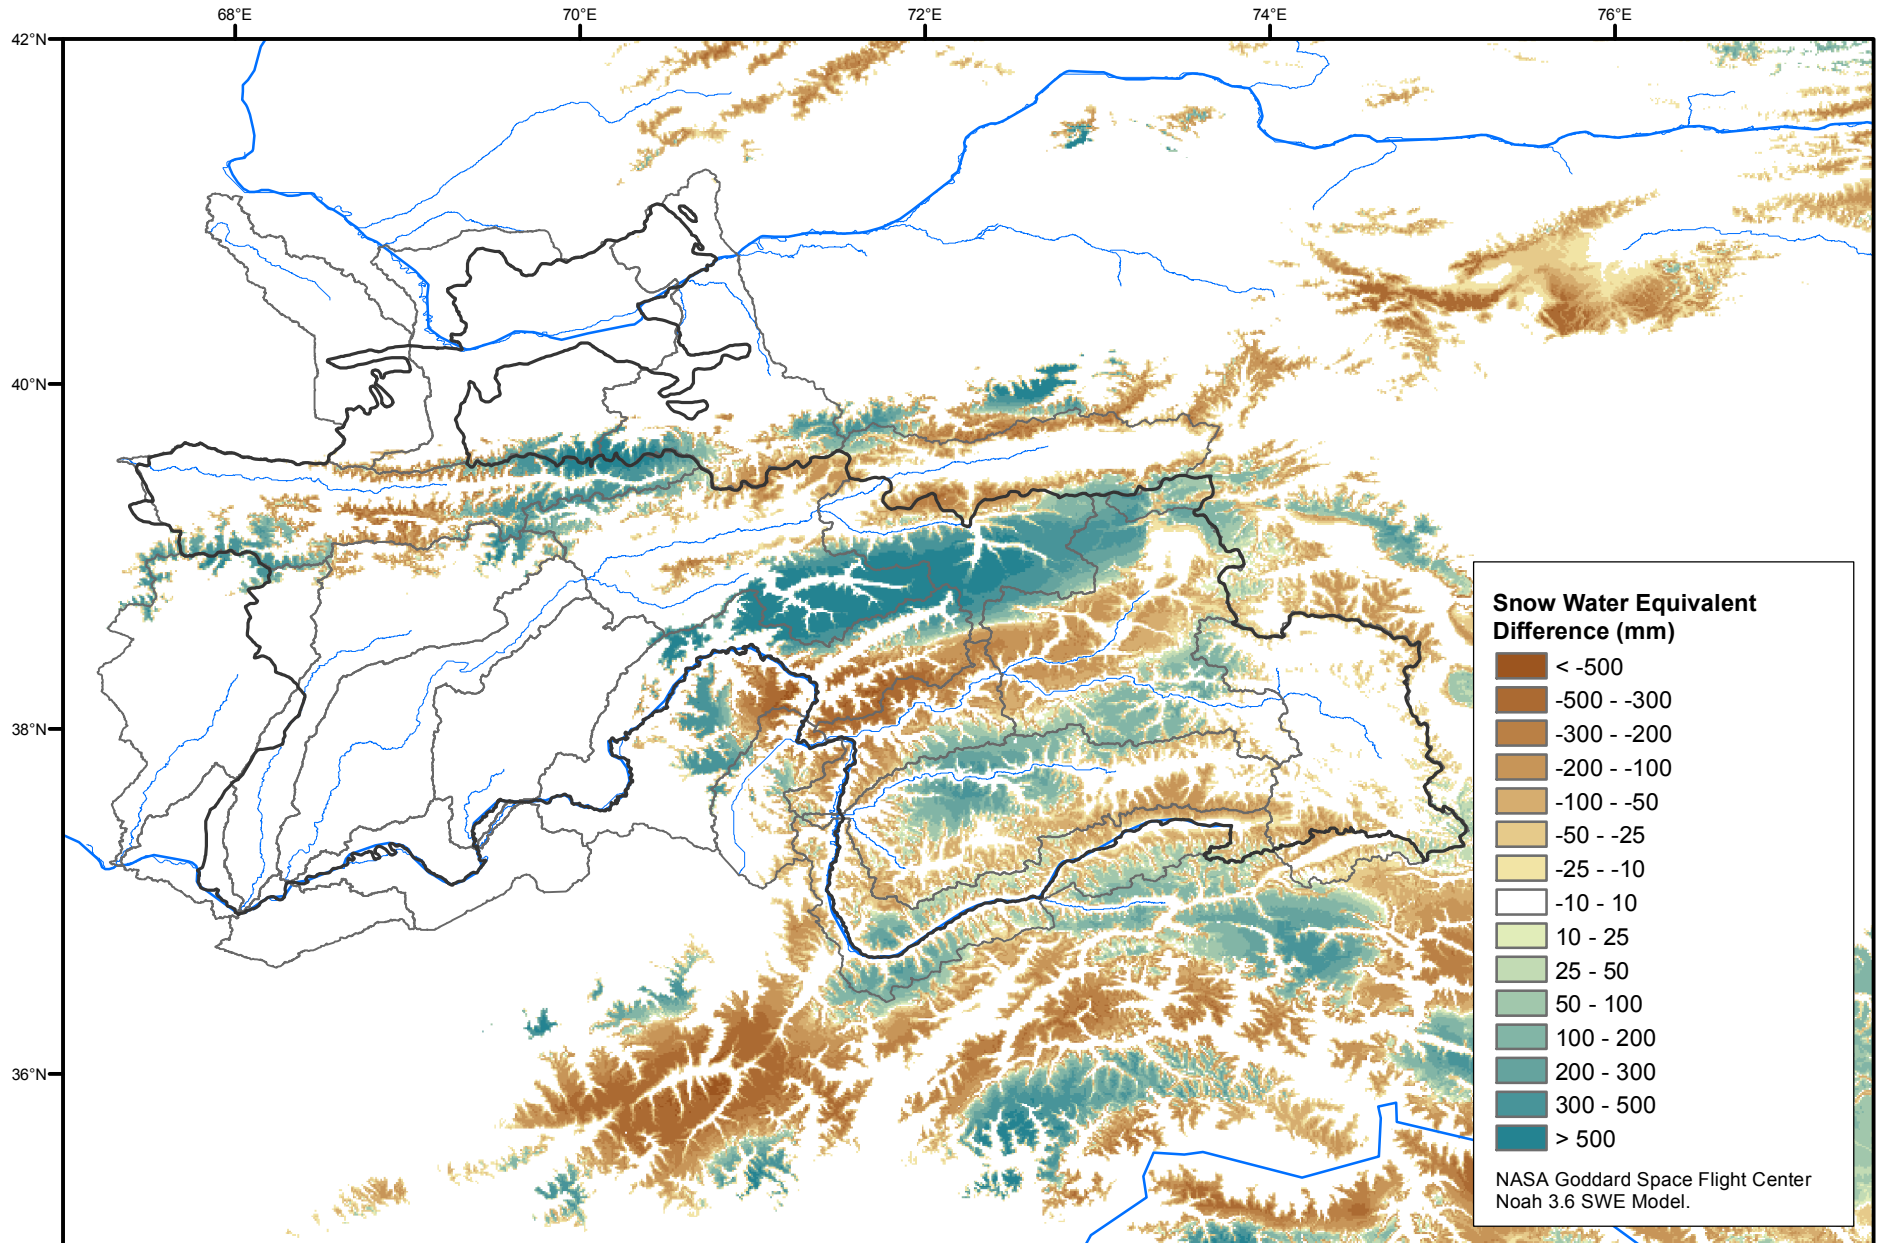 68°E 70°E 72°E 74°E 76°E
42°N
40°N
38°N
36°N
Snow Water Equivalent
Difference (mm)
< -500
-500 - -300
-300 - -200
-200 - -100
-100 - -50
-50 - -25
-25 - -10
-10 - 10
10 - 25
25 - 50
50 - 100
100 - 200
200 - 300
300 - 500
> 500
NASA Goddard Space Flight Center
Noah 3.6 SWE Model.